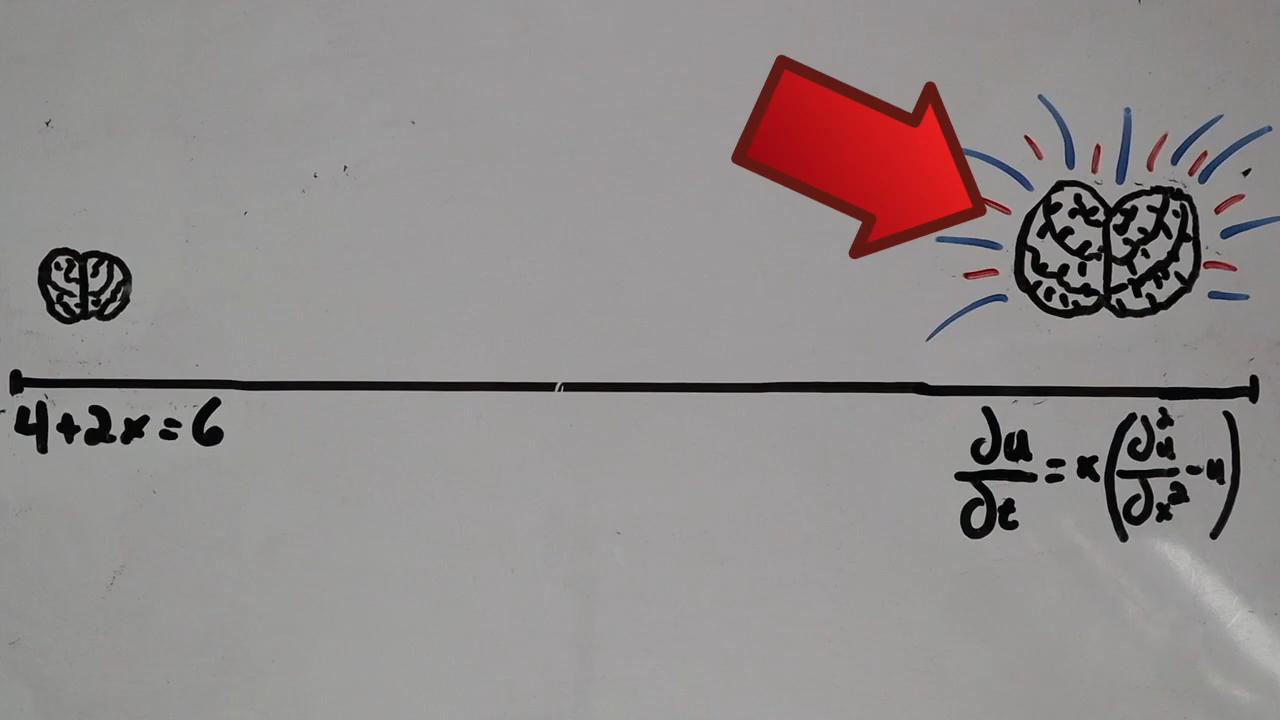 4+2x=6
∂u/∂t = x(∂²u/∂x² - u)